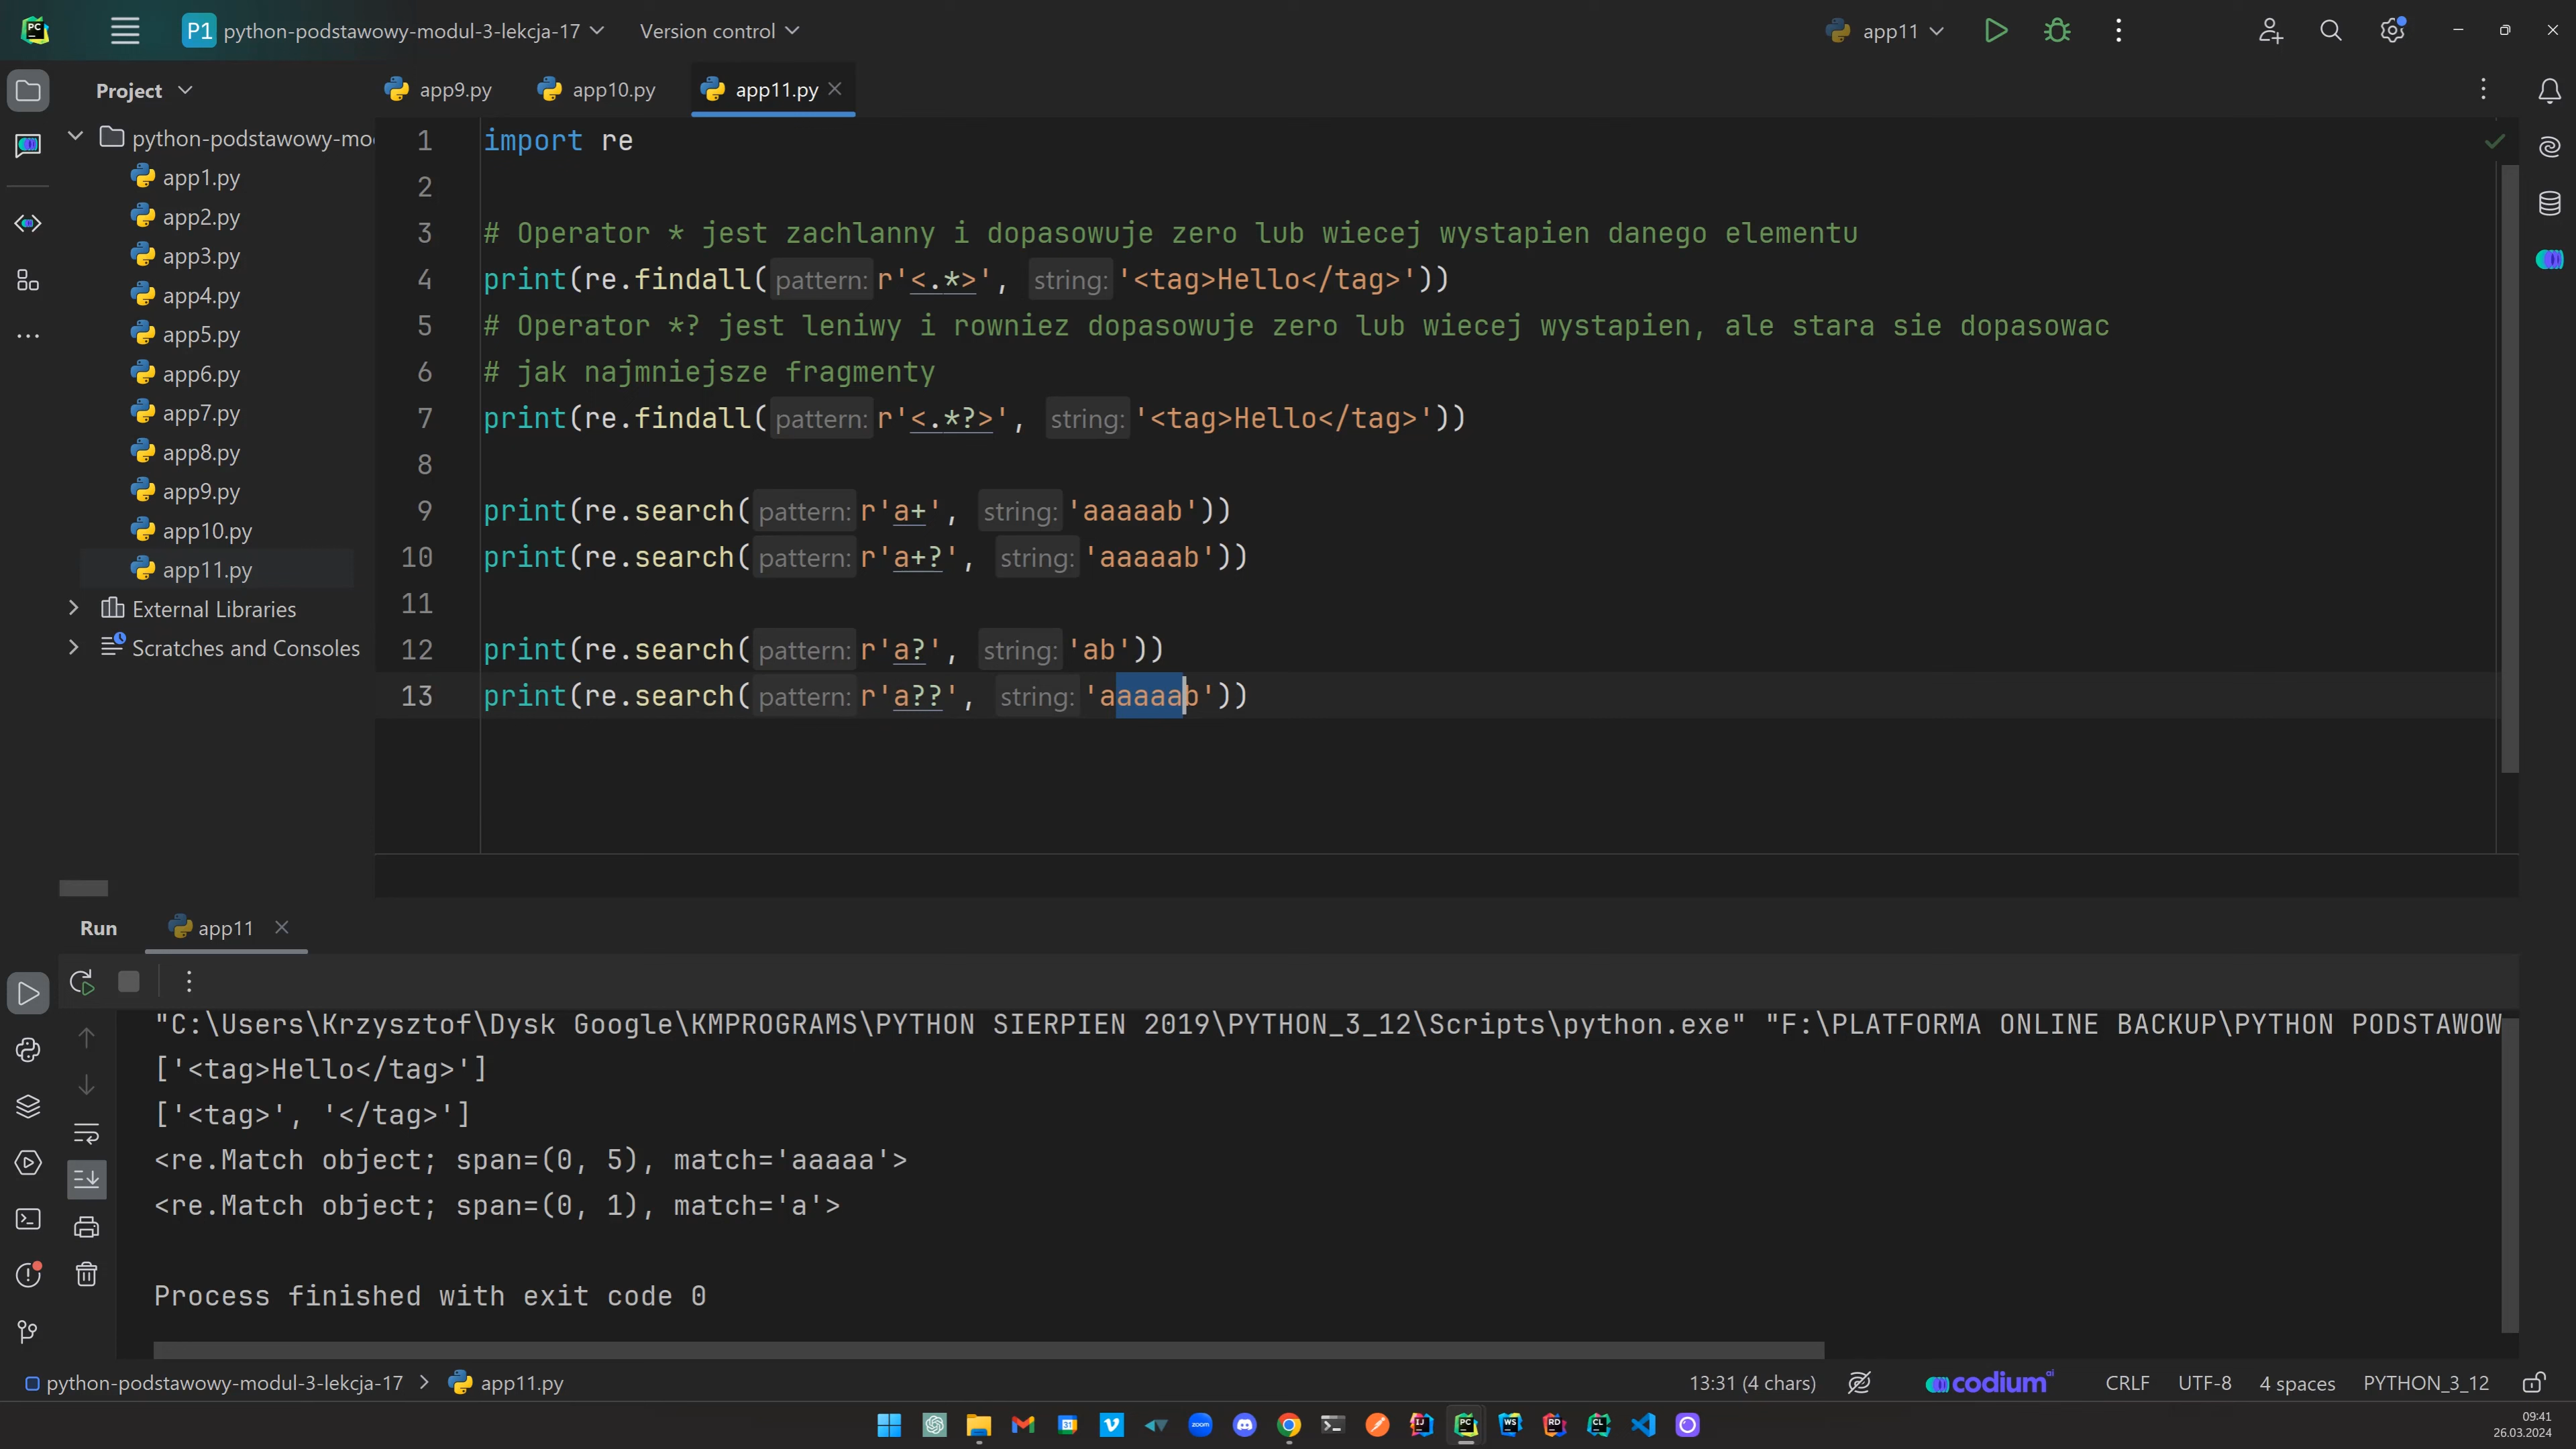 P1 python-podstawowy-modul-3-lekcja-17 Version control app11
Project
app9.py app10.py app11.py
python-podstawowy-mo
app1.py
app2.py
app3.py
app4.py
app5.py
app6.py
app7.py
app8.py
app9.py
app10.py
app11.py
External Libraries
Scratches and Consoles
1 import re
2
3 # Operator * jest zachlanny i dopasowuje zero lub wiecej wystapien danego elementu
4 print(re.findall( pattern: r'<.*>', string: '<tag>Hello</tag>'))
5 # Operator *? jest leniwy i rowniez dopasowuje zero lub wiecej wystapien, ale stara sie dopasowac
6 # jak najmniejsze fragmenty
7 print(re.findall( pattern: r'<.*?>', string: '<tag>Hello</tag>'))
8
9 print(re.search( pattern: r'a+', string: 'aaaaab'))
10 print(re.search( pattern: r'a+?', string: 'aaaaab'))
11
12 print(re.search( pattern: r'a?', string: 'ab'))
13 print(re.search( pattern: r'a??', string: 'aaaaab'))
Run app11
"C:\Users\Krzysztof\Dysk Google\KMPROGRAMS\PYTHON SIERPIEN 2019\PYTHON_3_12\Scripts\python.exe" "F:\PLATFORMA ONLINE BACKUP\PYTHON PODSTAWOW
['<tag>Hello</tag>']
['<tag>', '</tag>']
<re.Match object; span=(0, 5), match='aaaaa'>
<re.Match object; span=(0, 1), match='a'>
Process finished with exit code 0
python-podstawowy-modul-3-lekcja-17 > app11.py 13:31 (4 chars) codium ai CRLF UTF-8 4 spaces PYTHON_3_12
09:41
26.03.2024